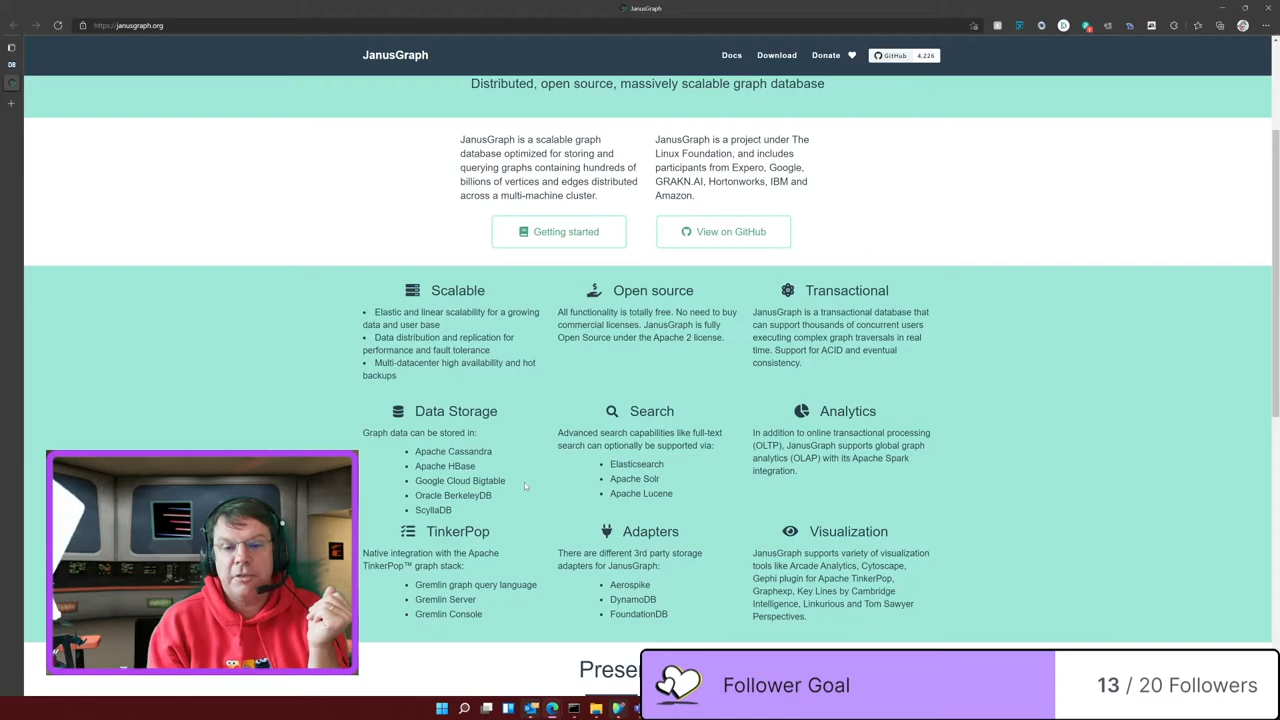 JanusGraph
https://janusgraph.org
JanusGraph
Docs
Download
Donate
GitHub
4,226
DB
Distributed, open source, massively scalable graph database
JanusGraph is a scalable graph
database optimized for storing and
querying graphs containing hundreds of
billions of vertices and edges distributed
across a multi-machine cluster.
JanusGraph is a project under The
Linux Foundation, and includes
participants from Expero, Google,
GRAKN.AI, Hortonworks, IBM and
Amazon.
Getting started
View on GitHub
Scalable
• Elastic and linear scalability for a growing
data and user base
• Data distribution and replication for
performance and fault tolerance
• Multi-datacenter high availability and hot
backups
Open source
All functionality is totally free. No need to buy
commercial licenses. JanusGraph is fully
Open Source under the Apache 2 license.
Transactional
JanusGraph is a transactional database that
can support thousands of concurrent users
executing complex graph traversals in real
time. Support for ACID and eventual
consistency.
Data Storage
Graph data can be stored in:
• Apache Cassandra
• Apache HBase
• Google Cloud Bigtable
• Oracle BerkeleyDB
• ScyllaDB
Search
Advanced search capabilities like full-text
search can optionally be supported via:
• Elasticsearch
• Apache Solr
• Apache Lucene
Analytics
In addition to online transactional processing
(OLTP), JanusGraph supports global graph
analytics (OLAP) with its Apache Spark
integration.
TinkerPop
Native integration with the Apache
TinkerPop™ graph stack:
• Gremlin graph query language
• Gremlin Server
• Gremlin Console
Adapters
There are different 3rd party storage
adapters for JanusGraph:
• Aerospike
• DynamoDB
• FoundationDB
Visualization
JanusGraph supports variety of visualization
tools like Arcade Analytics, Cytoscape,
Gephi plugin for Apache TinkerPop,
Graphexp, Key Lines by Cambridge
Intelligence, Linkurious and Tom Sawyer
Perspectives.
Follower Goal
13 / 20 Followers